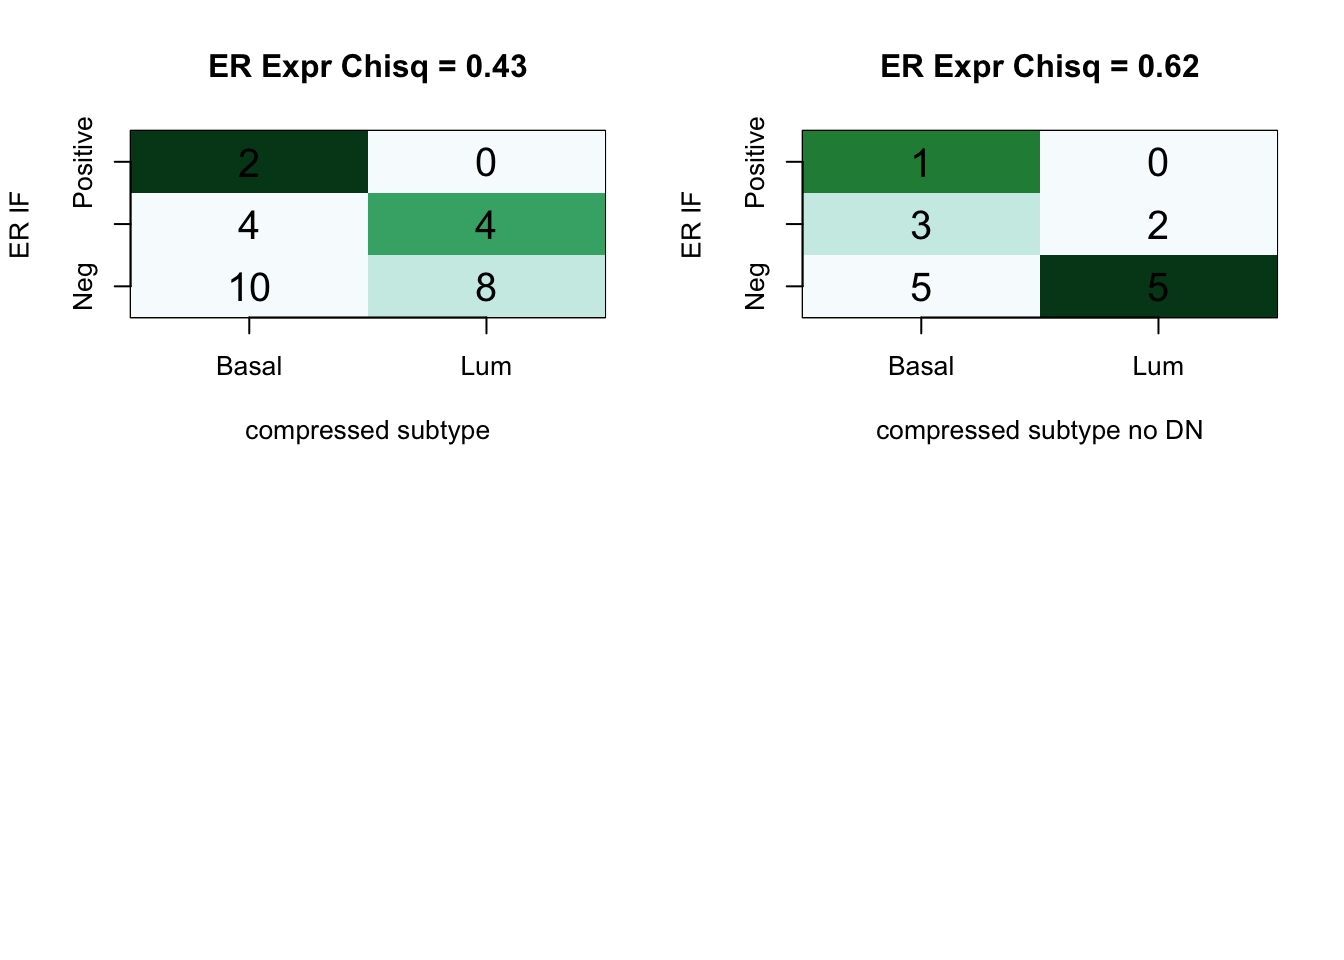 ER Expr Chisq = 0.43
ER IF
Positive
Neg
2 0
4 4
10 8
Basal Lum
compressed subtype
ER Expr Chisq = 0.62
ER IF
Positive
Neg
1 0
3 2
5 5
Basal Lum
compressed subtype no DN